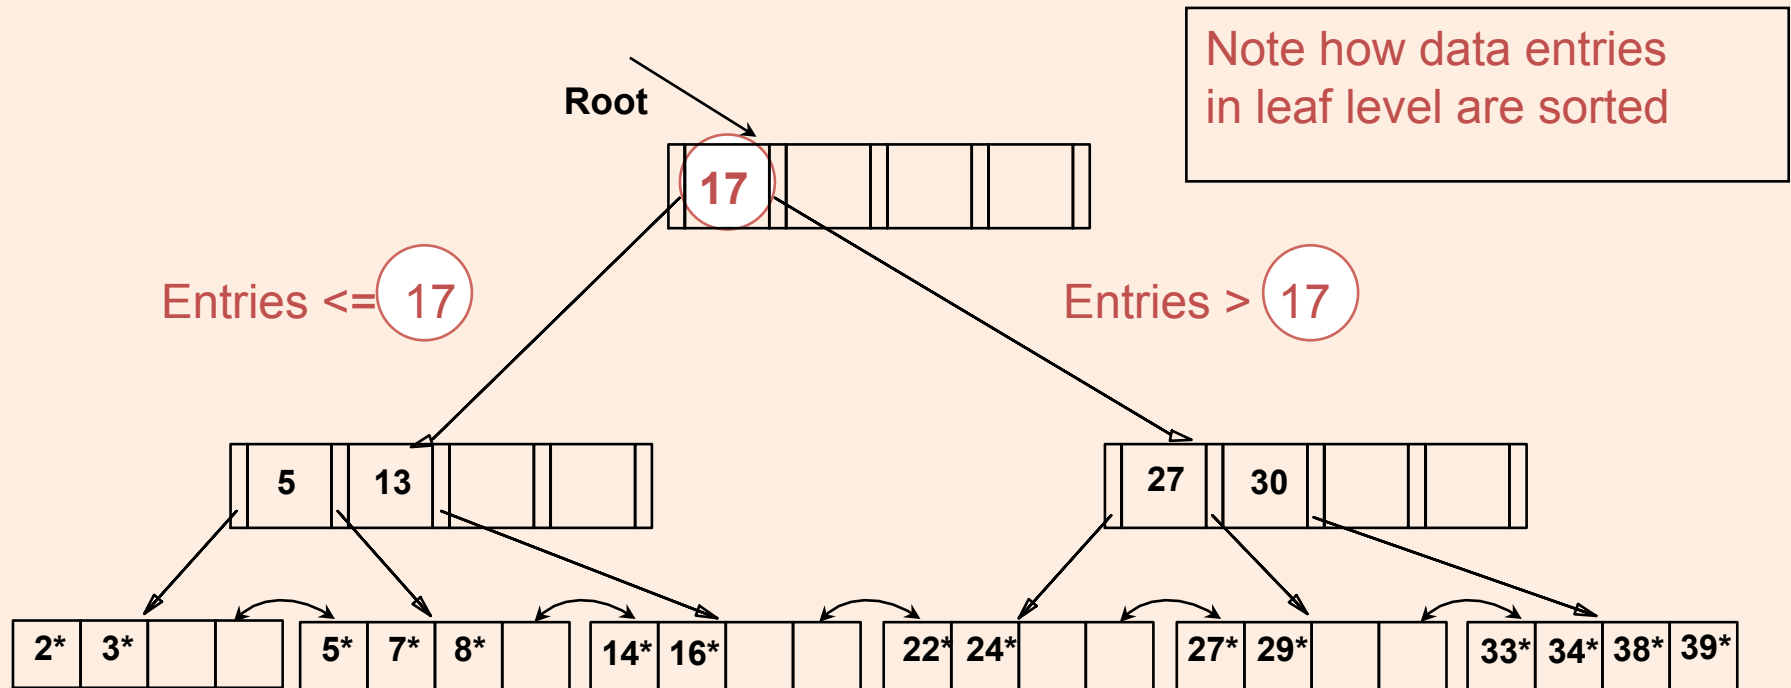 Note how data entries
in leaf level are sorted
Root
17
Entries <= 17
Entries > 17
5 13
27 30
2* 3*
5* 7* 8*
14* 16*
22* 24*
27* 29*
33* 34* 38* 39*